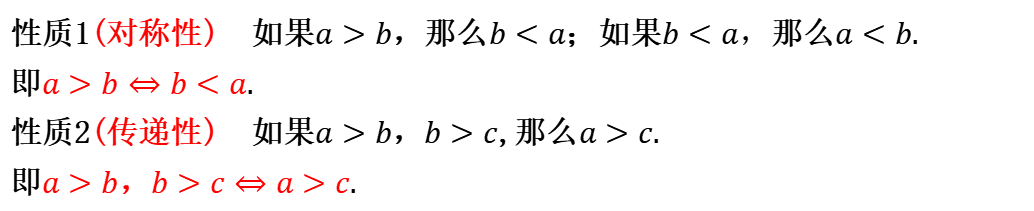 性质1(对称性) 如果a > b，那么b < a；如果b < a，那么a < b.
即a > b ⇔ b < a.
性质2(传递性) 如果a > b，b > c,那么a > c.
即a > b，b > c ⇔ a > c.